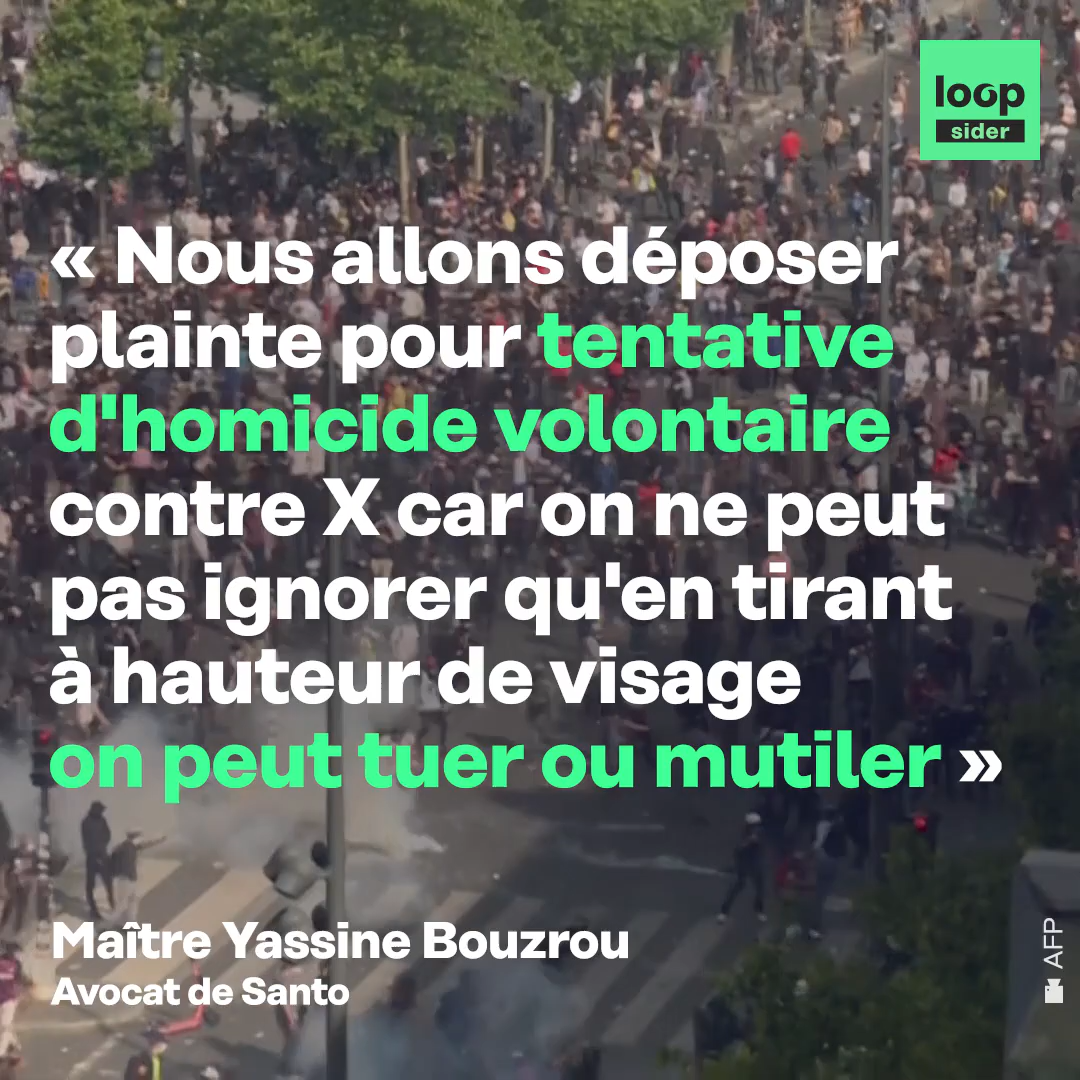 loop
sider
« Nous allons déposer
plainte pour tentative
d'homicide volontaire
contre X car on ne peut
pas ignorer qu'en tirant
à hauteur de visage
on peut tuer ou mutiler »
Maître Yassine Bouzrou
Avocat de Santo
AFP